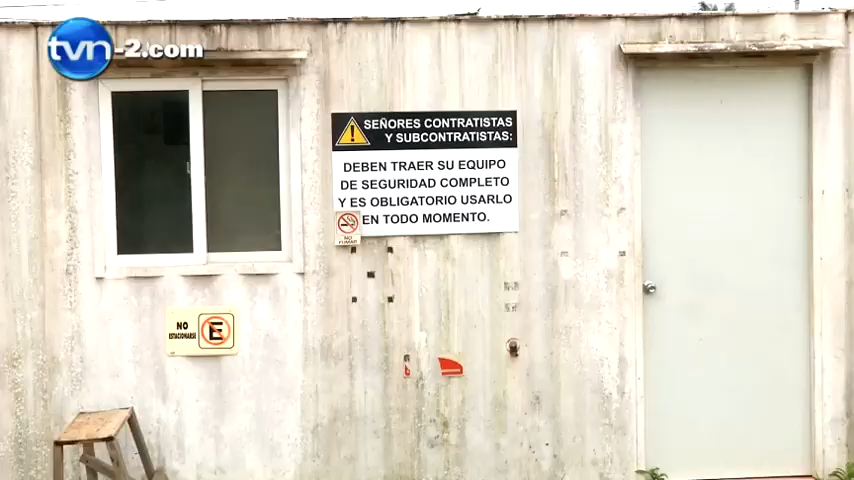 tvn-2.com
SEÑORES CONTRATISTAS
Y SUBCONTRATISTAS:
DEBEN TRAER SU EQUIPO
DE SEGURIDAD COMPLETO
Y ES OBLIGATORIO USARLO
EN TODO MOMENTO.
NO
FUMAR
NO
ESTACIONARSE
E